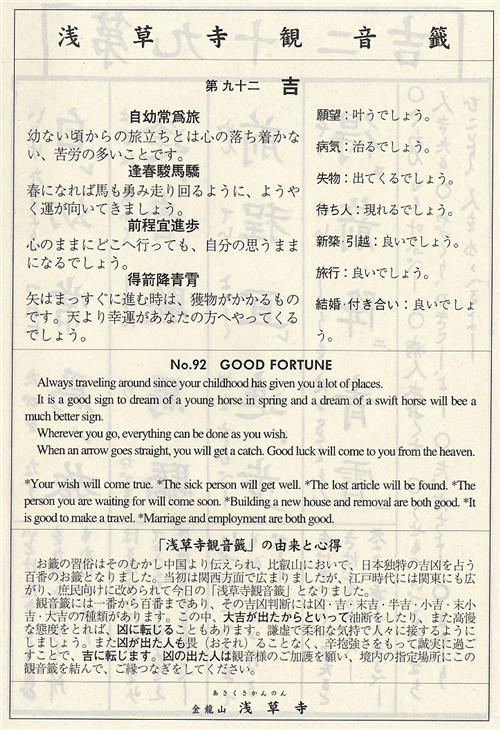 浅草寺観音籤
第九十二 吉
自幼常爲旅
幼ない頃からの旅立ちとは心の落ち着かな
い、苦労の多いことです。
逢春駿馬驕
春になれば馬も勇み走り回るように、ようや
く運が向いてきましょう。
前程宜進歩
心のままにどこへ行っても、自分の思うまま
になるでしょう。
得箭降青霄
矢はまっすぐに進む時は、獲物がかかるもの
です。天より幸運があなたの方へやってくる
でしょう。
願望：叶うでしょう。
病気：治るでしょう。
失物：出てくるでしょう。
待ち人：現れるでしょう。
新築・引越：良いでしょう。
旅行：良いでしょう。
結婚・付き合い：良いでしょ
う。
No.92 GOOD FORTUNE
Always traveling around since your childhood has given you a lot of places.
It is a good sign to dream of a young horse in spring and a dream of a swift horse will bee a
much better sign.
Wherever you go, everything can be done as you wish.
When an arrow goes straight, you will get a catch. Good luck will come to you from the heaven.
*Your wish will come true. *The sick person will get well. *The lost article will be found. *The
person you are waiting for will come soon. *Building a new house and removal are both good. *It
is good to make a travel. *Marriage and employment are both good.
「浅草寺観音籤」の由来と心得
お籤の習俗はそのむかし中国より伝えられ、比叡山において、日本独特の吉凶を占う
百番のお籤となりました。当初は関西方面で広まりましたが、江戸時代には関東にも広
がり、庶民向けに改められて今日の「浅草寺観音籤」となりました。
観音籤には一番から百番まであり、その吉凶判断には凶・吉・末吉・半吉・小吉・末小
吉・大吉の7種類があります。この中、大吉が出たからといって油断をしたり、また高慢
な態度をとれば、凶に転じることもあります。謙虚で柔和な気持で人々に接するように
しましょう。また凶が出た人も畏（おそれ）ることなく、辛抱強さをもって誠実に過ご
すことで、吉に転じます。凶の出た人は観音様のご加護を願い、境内の指定場所にこの
観音籤を結んで、ご縁つなぎをしてください。
あさくさかんのん
金龍山 浅草寺